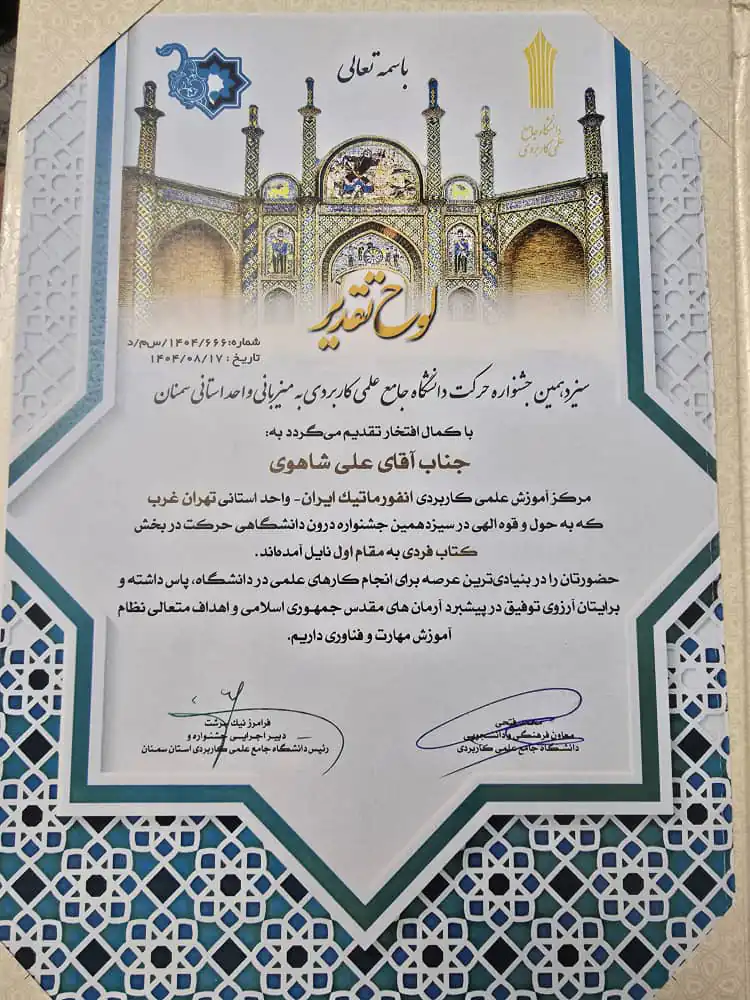 باسمه تعالی
دانشگاه جامع
علمی کاربردی
لوح تقدیر
شماره:۱۴۰۴/۶۶۶/س‌م/د
تاریخ : ۱۴۰۴/۰۸/۱۷
سیزدهمین جشنواره حرکت دانشگاه جامع علمی کاربردی به میزبانی واحد استانی سمنان
با کمال افتخار تقدیم می‌گردد به:
جناب آقای علی شاهوی
مرکز آموزش علمی کاربردی انفورماتیک ایران- واحد استانی تهران غرب
که به حول و قوه الهی در سیزدهمین جشنواره درون دانشگاهی حرکت در بخش
کتاب فردی به مقام اول نایل آمده‌اند.
حضورتان را در بنیادی‌ترین عرصه برای انجام کارهای علمی در دانشگاه، پاس داشته و
برایتان آرزوی توفیق در پیشبرد آرمان های مقدس جمهوری اسلامی و اهداف متعالی نظام
آموزش مهارت و فناوری داریم.
فتحی
معاون فرهنگی و دانشجویی
دانشگاه جامع علمی کاربردی
فرامرز نیک سرشت
دبیر اجرایی جشنواره و
رئیس دانشگاه جامع علمی کاربردی استان سمنان